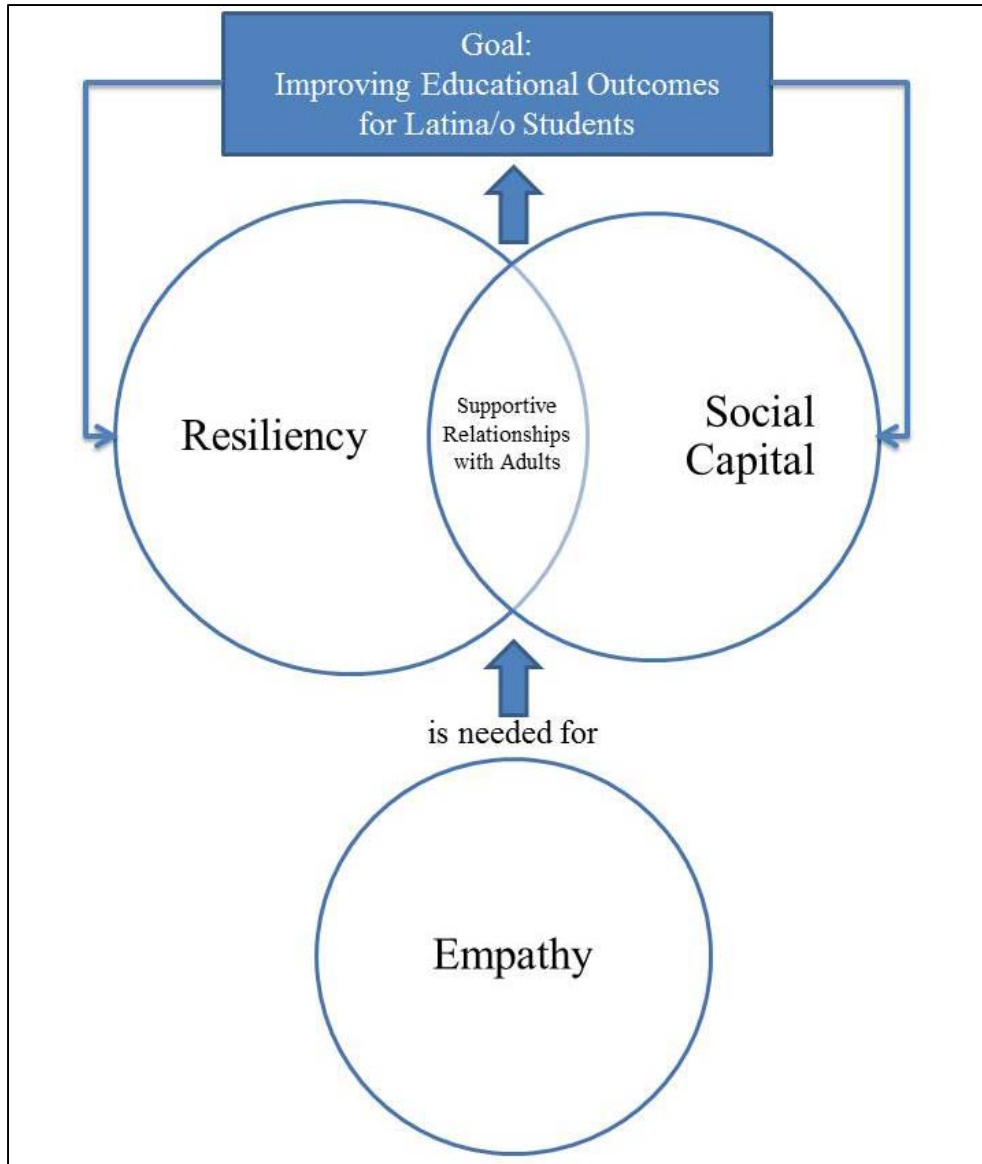 Goal:
Improving Educational Outcomes
for Latina/o Students
Resiliency
Supportive
Relationships
with Adults
Social
Capital
is needed for
Empathy